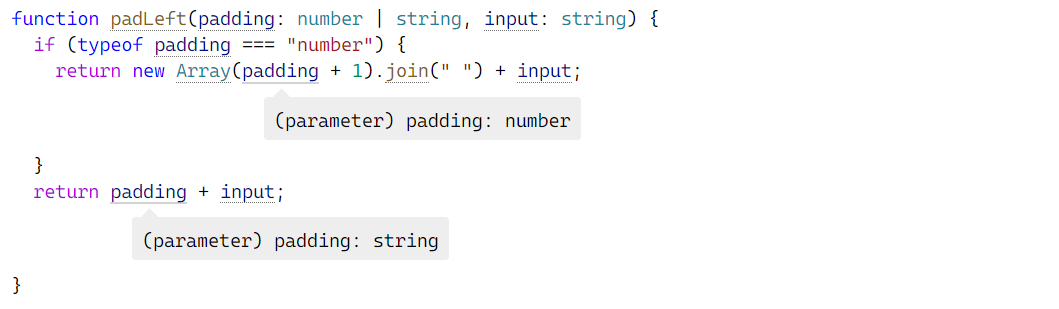 function padLeft(padding: number | string, input: string) {
  if (typeof padding === "number") {
    return new Array(padding + 1).join(" ") + input;
(parameter) padding: number
  }
  return padding + input;
(parameter) padding: string
}